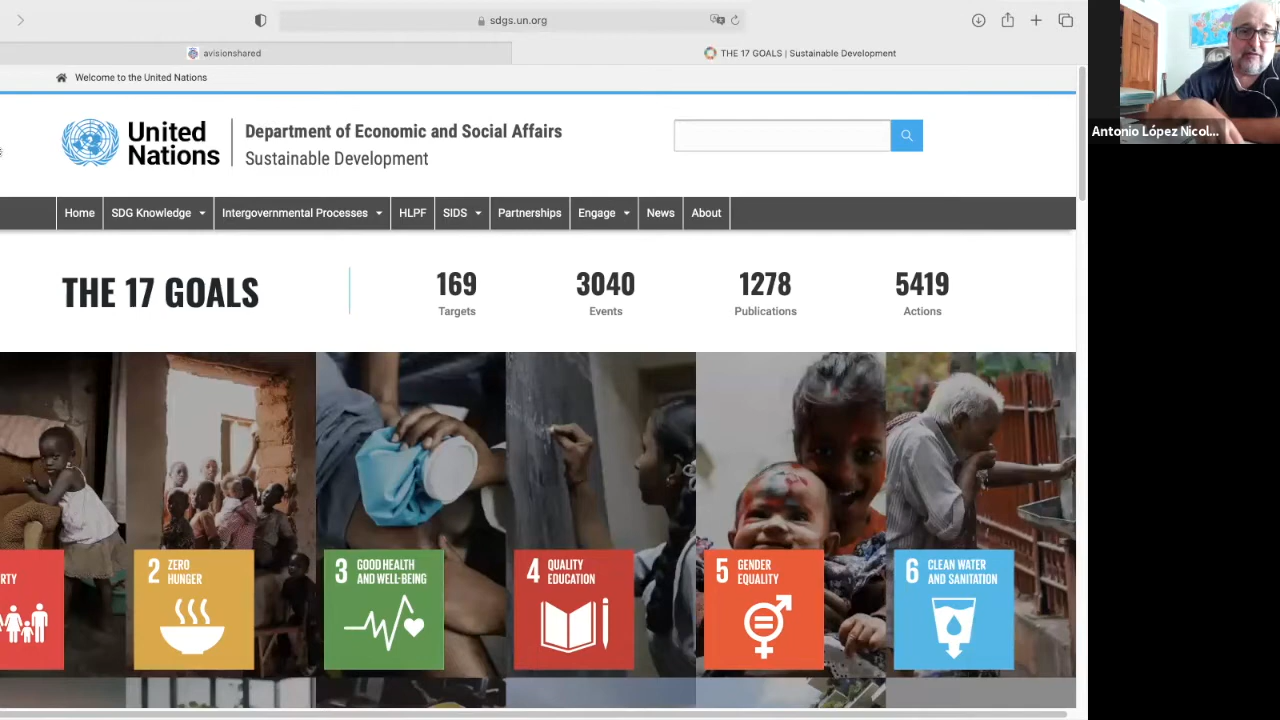 sdgs.un.org
avisionshared
THE 17 GOALS | Sustainable Development
Antonio López Nicol...
Welcome to the United Nations
United
Nations
Department of Economic and Social Affairs
Sustainable Development
Home SDG Knowledge Intergovernmental Processes HLPF SIDS Partnerships Engage News About
THE 17 GOALS
169
Targets
3040
Events
1278
Publications
5419
Actions
RTY
2 ZERO
HUNGER
3 GOOD HEALTH
AND WELL-BEING
4 QUALITY
EDUCATION
5 GENDER
EQUALITY
6 CLEAN WATER
AND SANITATION